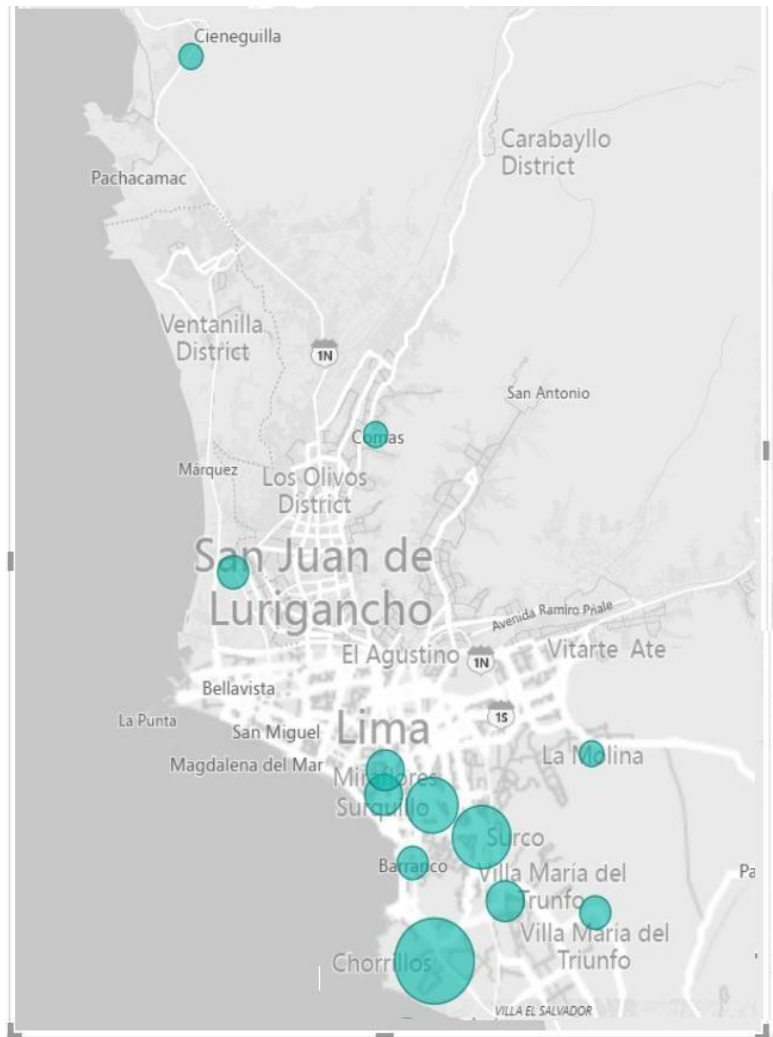 Cieneguilla
Carabayllo
District
Pachacamac
Ventanilla
District
1N
San Antonio
Comas
Márquez
Los Olivos
District
San Juan de
Lurigancho
Avenida Ramiro Priale
El Agustino
1N
Vitarte Ate
Bellavista
La Punta
1S
San Miguel
Lima
La Molina
Magdalena del Mar
Miraflores
Surquillo
Surco
Barranco
Villa María del
Trunfo
Pa
Villa María del
Triunfo
Chorrillos
VILLA EL SALVADOR